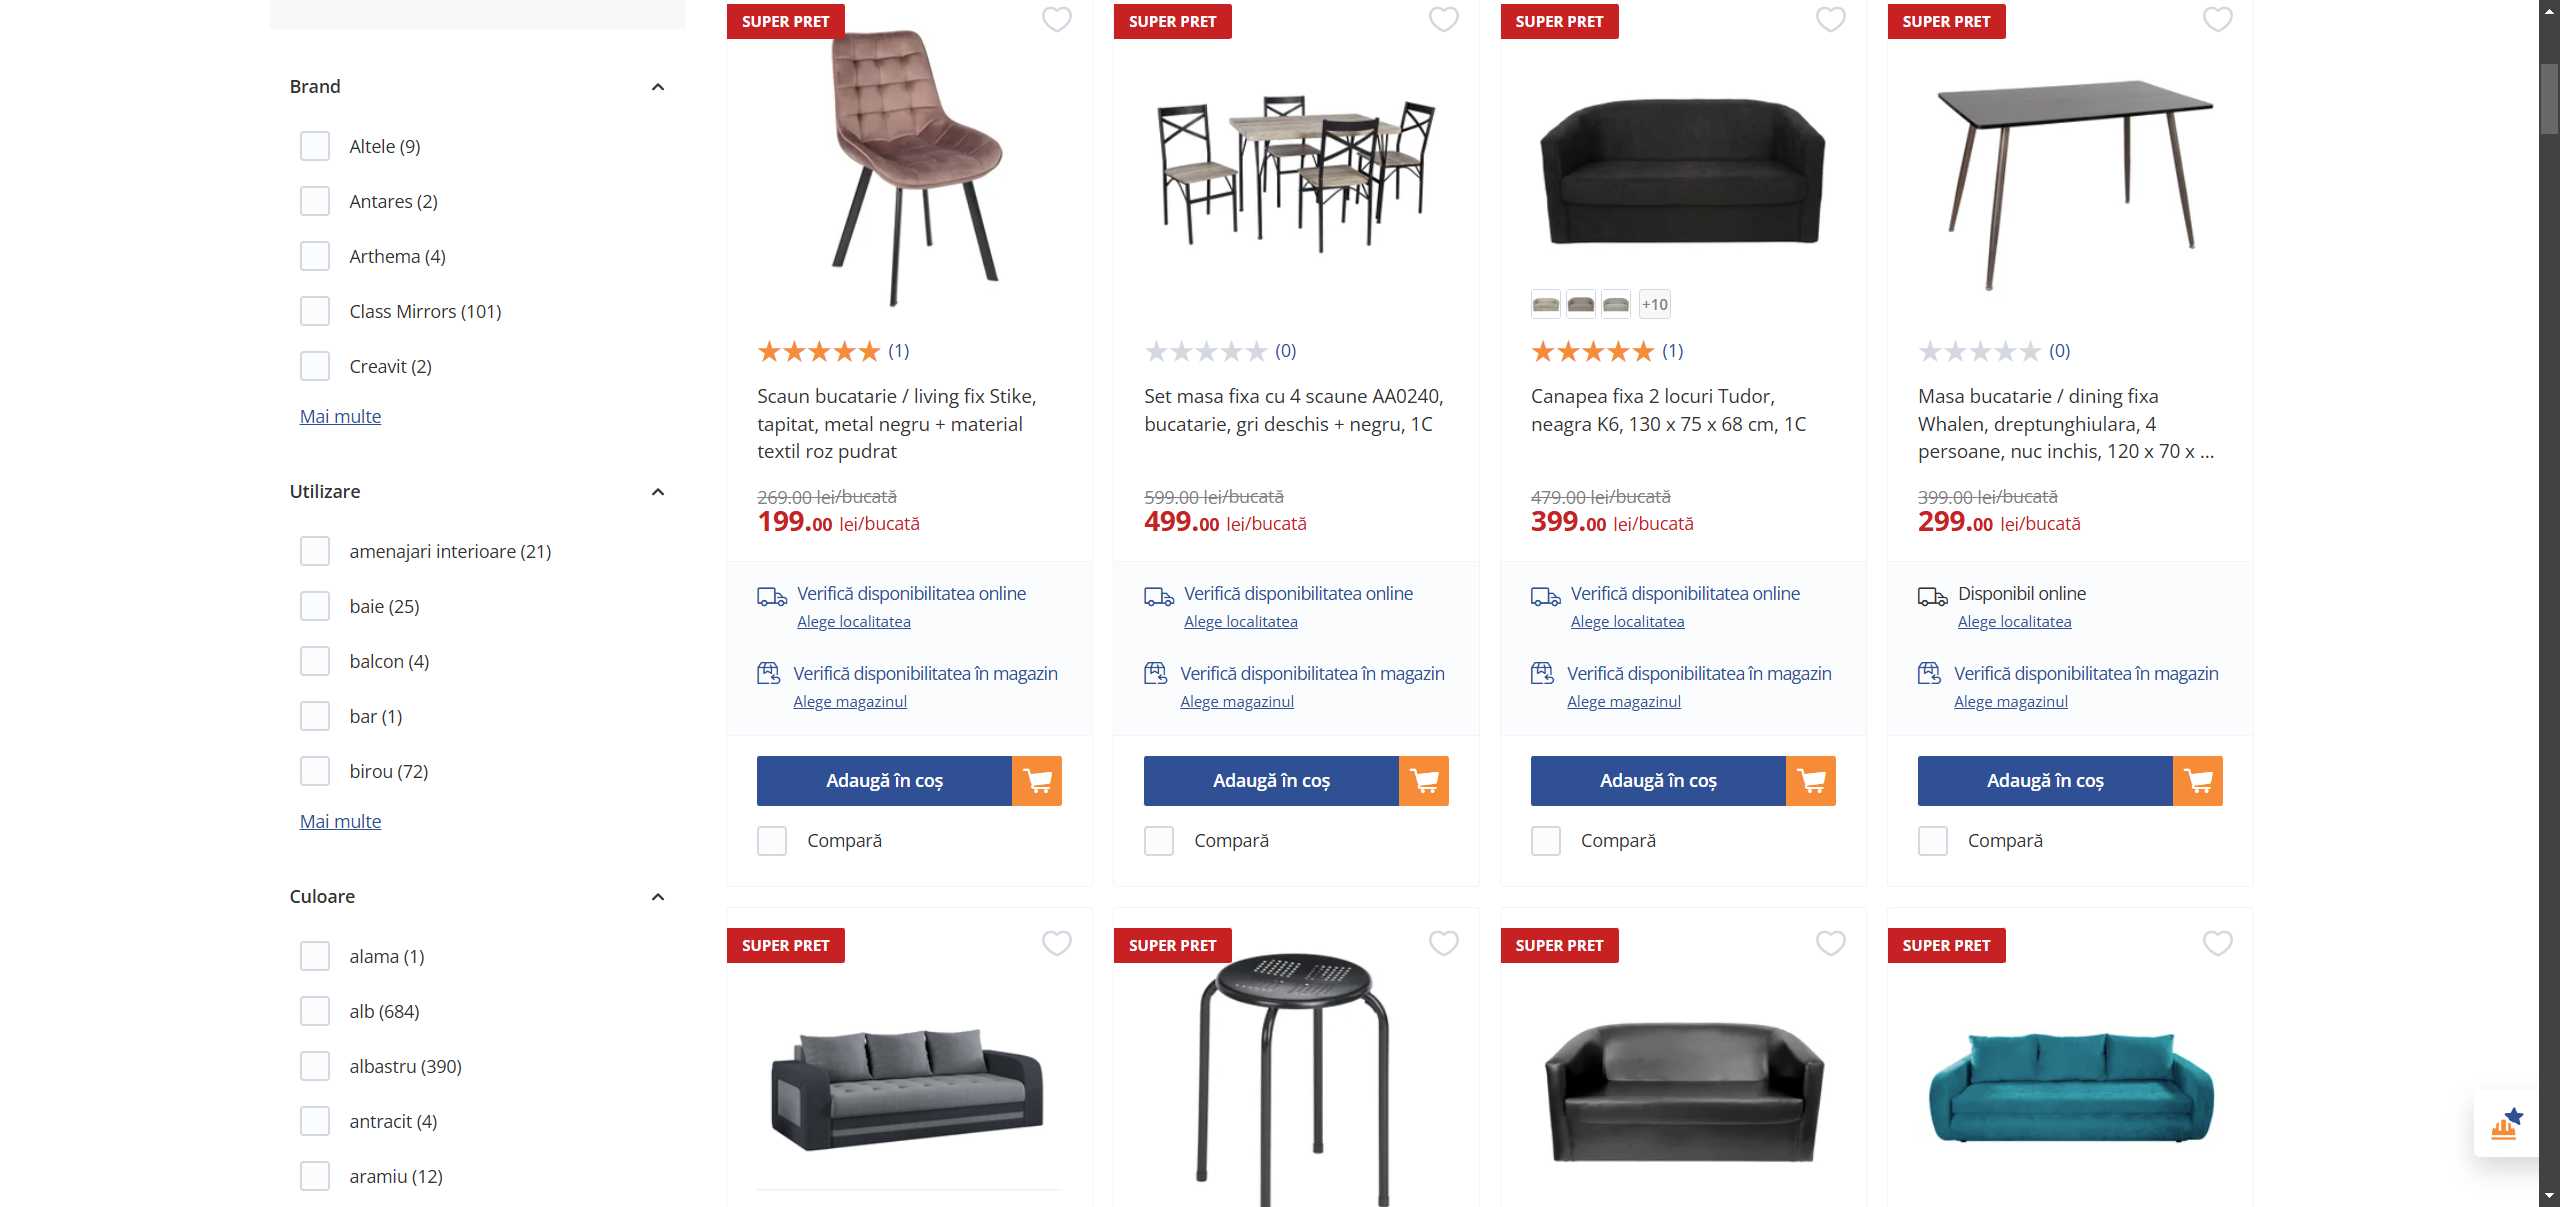 Brand
Altele (9)
Antares (2)
Arthema (4)
Class Mirrors (101)
Creavit (2)
Mai multe
Utilizare
amenajari interioare (21)
baie (25)
balcon (4)
bar (1)
birou (72)
Mai multe
Culoare
alama (1)
alb (684)
albastru (390)
antracit (4)
aramiu (12)
SUPER PRET
(1)
Scaun bucatarie / living fix Stike,
tapitat, metal negru + material
textil roz pudrat
269.00 lei/bucată
199.00 lei/bucată
Verifică disponibilitatea online
Alege localitatea
Verifică disponibilitatea în magazin
Alege magazinul
Adaugă în coș
Compară
SUPER PRET
(0)
Set masa fixa cu 4 scaune AA0240,
bucatarie, gri deschis + negru, 1C
599.00 lei/bucată
499.00 lei/bucată
Verifică disponibilitatea online
Alege localitatea
Verifică disponibilitatea în magazin
Alege magazinul
Adaugă în coș
Compară
SUPER PRET
+10
(1)
Canapea fixa 2 locuri Tudor,
neagra K6, 130 x 75 x 68 cm, 1C
479.00 lei/bucată
399.00 lei/bucată
Verifică disponibilitatea online
Alege localitatea
Verifică disponibilitatea în magazin
Alege magazinul
Adaugă în coș
Compară
SUPER PRET
(0)
Masa bucatarie / dining fixa
Whalen, dreptunghiulara, 4
persoane, nuc inchis, 120 x 70 x ...
399.00 lei/bucată
299.00 lei/bucată
Disponibil online
Alege localitatea
Verifică disponibilitatea în magazin
Alege magazinul
Adaugă în coș
Compară
SUPER PRET
SUPER PRET
SUPER PRET
SUPER PRET